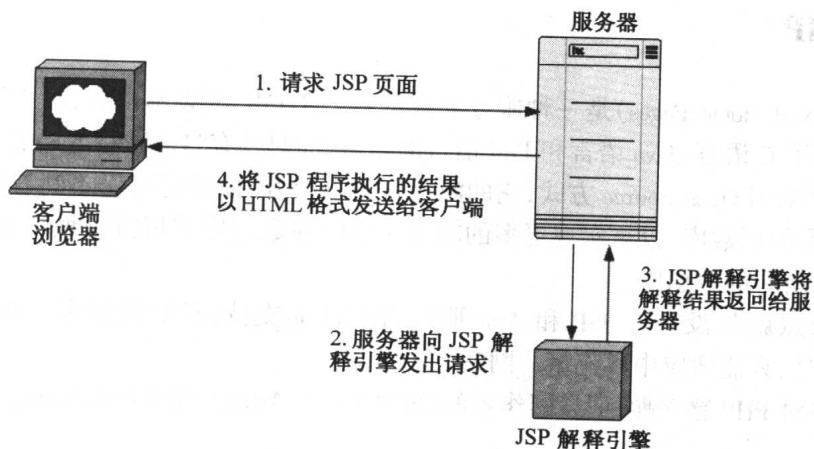 服务器
1. 请求 JSP 页面
4. 将 JSP 程序执行的结果
以 HTML 格式发送给客户端
客户端
浏览器
3. JSP解释引擎将
解释结果返回给服
务器
2. 服务器向 JSP 解
释引擎发出请求
JSP 解释引擎